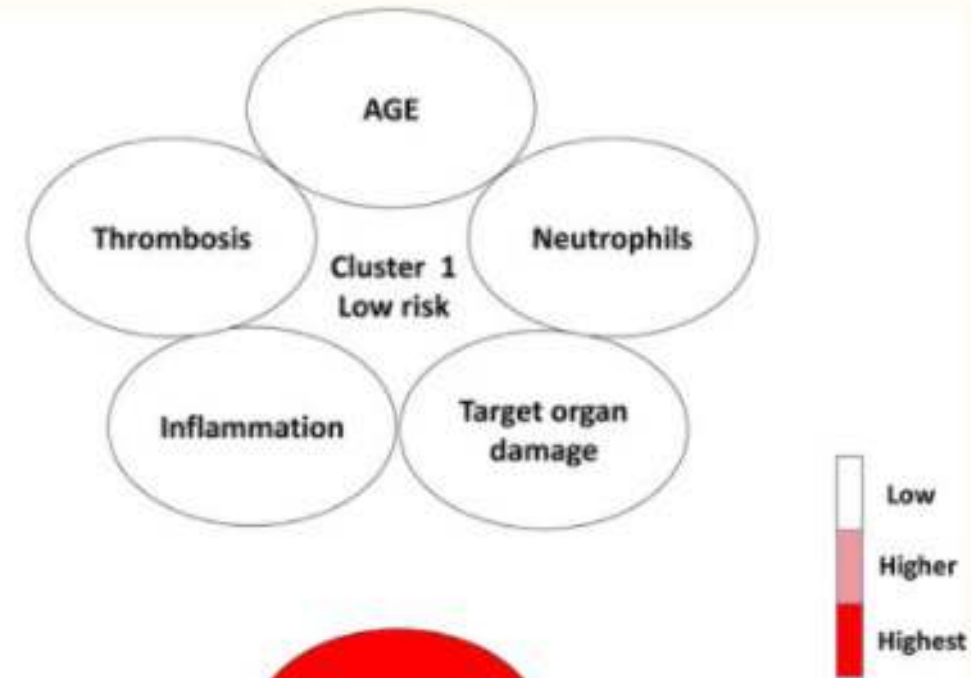 AGE
Thrombosis
Neutrophils
Cluster 1
Low risk
Inflammation
Target organ
damage
Low
Higher
Highest